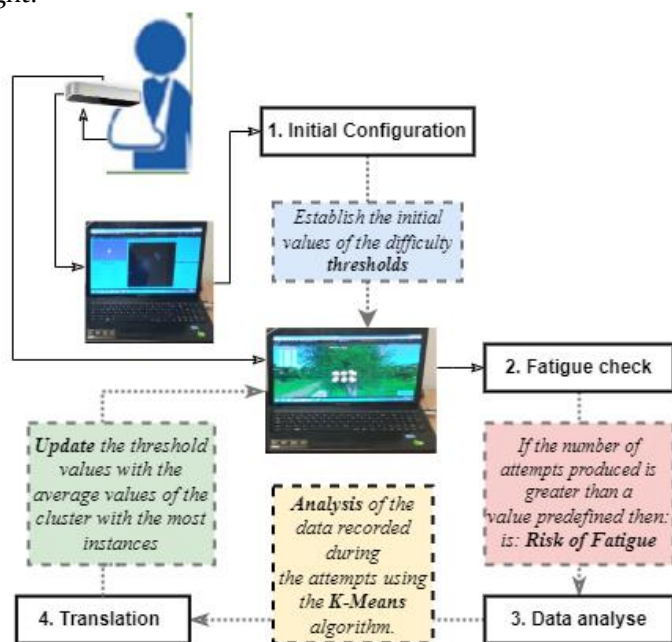 ght.
1. Initial Configuration
Establish the initial
values of the difficulty
thresholds
2. Fatigue check
Update the threshold
values with the
average values of the
cluster with the most
instances
If the number of
attempts produced is
greater than a
value predefined then:
is: Risk of Fatigue
Analysis of the
data recorded
during
the attempts using
the K-Means
algorithm.
4. Translation
3. Data analyse